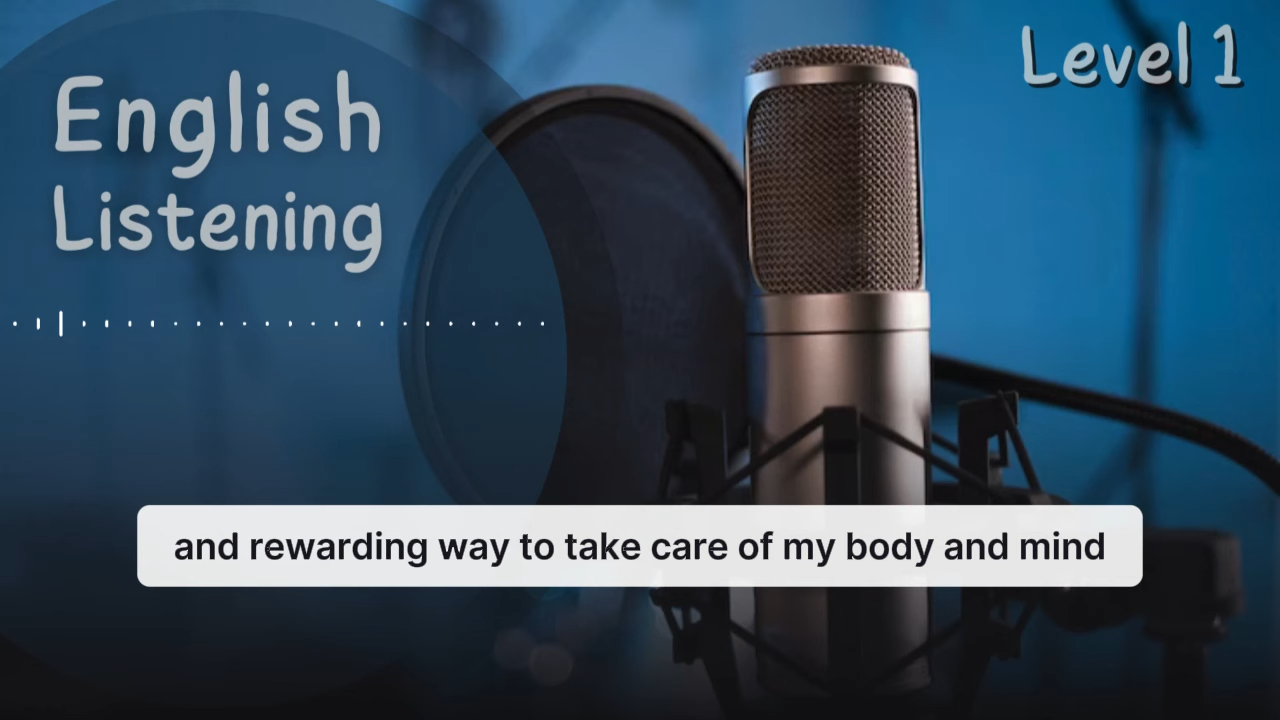 English
Listening
Level 1
and rewarding way to take care of my body and mind